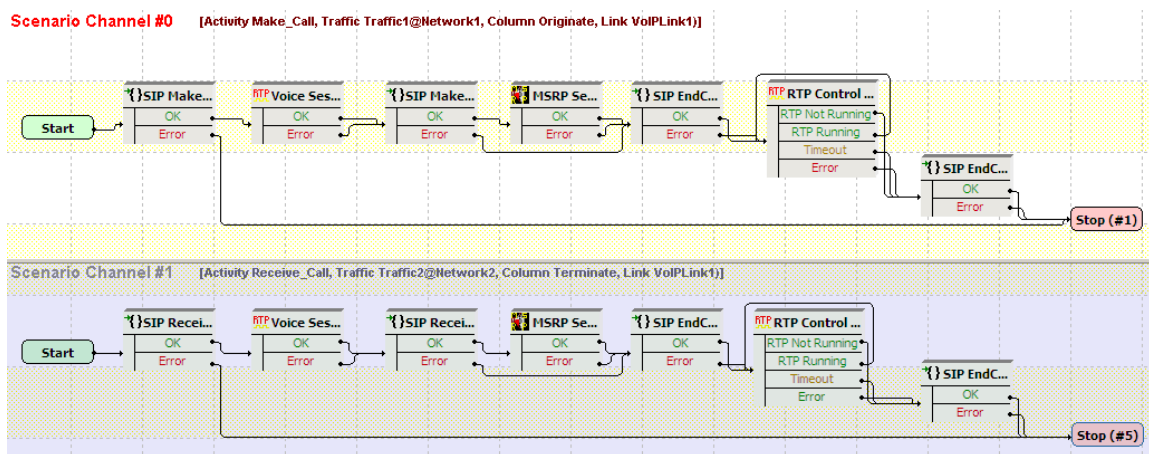 Scenario Channel #0 [Activity Make_Call, Traffic Traffic1@Network1, Column Originate, Link VoIPLink1)]
Start
SIP Make...
OK
Error
RTP Voice Ses...
OK
Error
SIP Make...
OK
Error
MSRP Se...
OK
Error
SIP EndC...
OK
Error
RTP RTP Control ...
RTP Not Running
RTP Running
Timeout
Error
SIP EndC...
OK
Error
Stop (#1)
Scenario Channel #1 [Activity Receive_Call, Traffic Traffic2@Network2, Column Terminate, Link VoIPLink1)]
Start
SIP Recei...
OK
Error
RTP Voice Ses...
OK
Error
SIP Recei...
OK
Error
MSRP Se...
OK
Error
SIP EndC...
OK
Error
RTP RTP Control ...
RTP Not Running
RTP Running
Timeout
Error
SIP EndC...
OK
Error
Stop (#5)